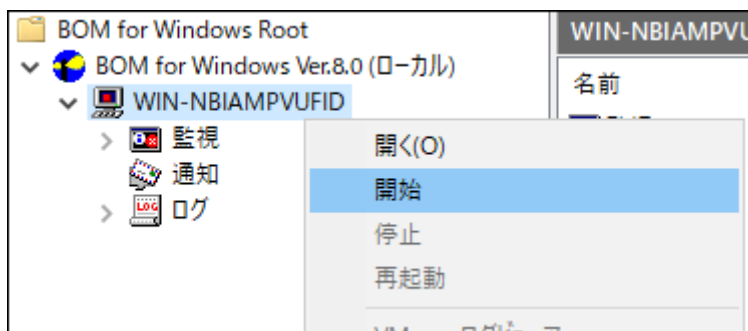 BOM for Windows Root
BOM for Windows Ver.8.0 (ローカル)
WIN-NBIAMPVUFID
監視
通知
ログ
WIN-NBIAMPVU
名前
開く(O)
開始
停止
再起動